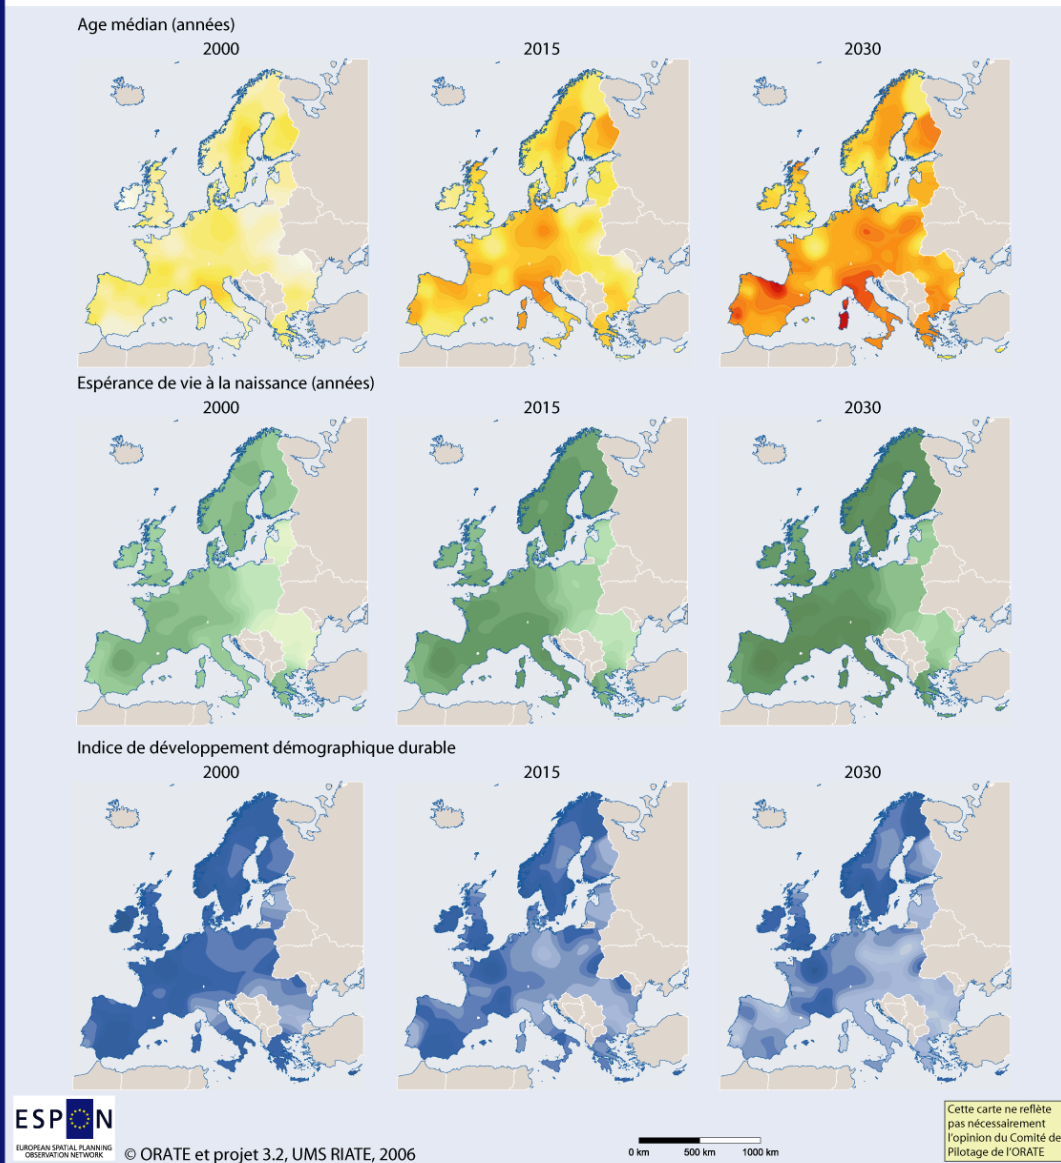 Age médian (années)
2000 2015 2030
Espérance de vie à la naissance (années)
2000 2015 2030
Indice de développement démographique durable
2000 2015 2030
ESPON
EUROPEAN SPATIAL PLANNING
OBSERVATION NETWORK
© ORATE et projet 3.2, UMS RIATE, 2006
0 km 500 km 1000 km
Cette carte ne reflète
pas nécessairement
l'opinion du Comité de
Pilotage de l'ORATE